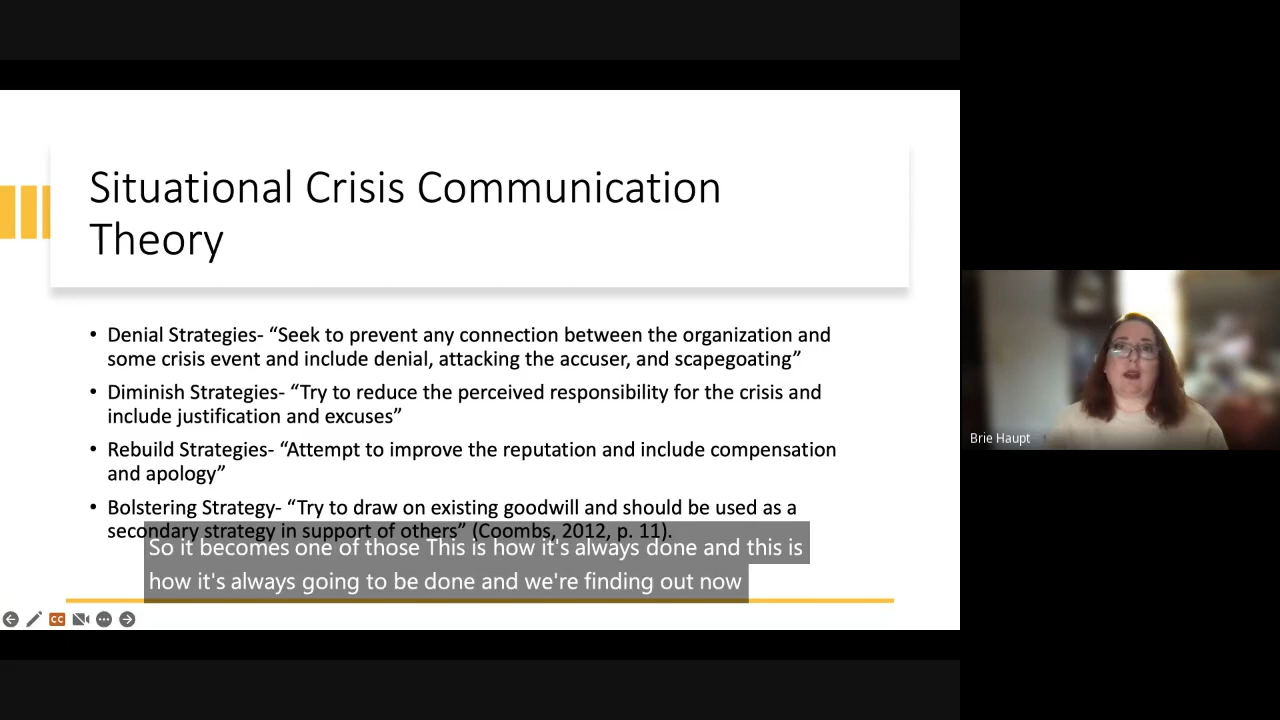 Situational Crisis Communication
Theory
• Denial Strategies- “Seek to prevent any connection between the organization and
some crisis event and include denial, attacking the accuser, and scapegoating”
• Diminish Strategies- “Try to reduce the perceived responsibility for the crisis and
include justification and excuses”
• Rebuild Strategies- “Attempt to improve the reputation and include compensation
and apology”
• Bolstering Strategy- “Try to draw on existing goodwill and should be used as a
secondary strategy in support of others” (Coombs, 2012, p. 11).
So it becomes one of those This is how it's always done and this is
how it's always going to be done and we're finding out now
CC
Brie Haupt